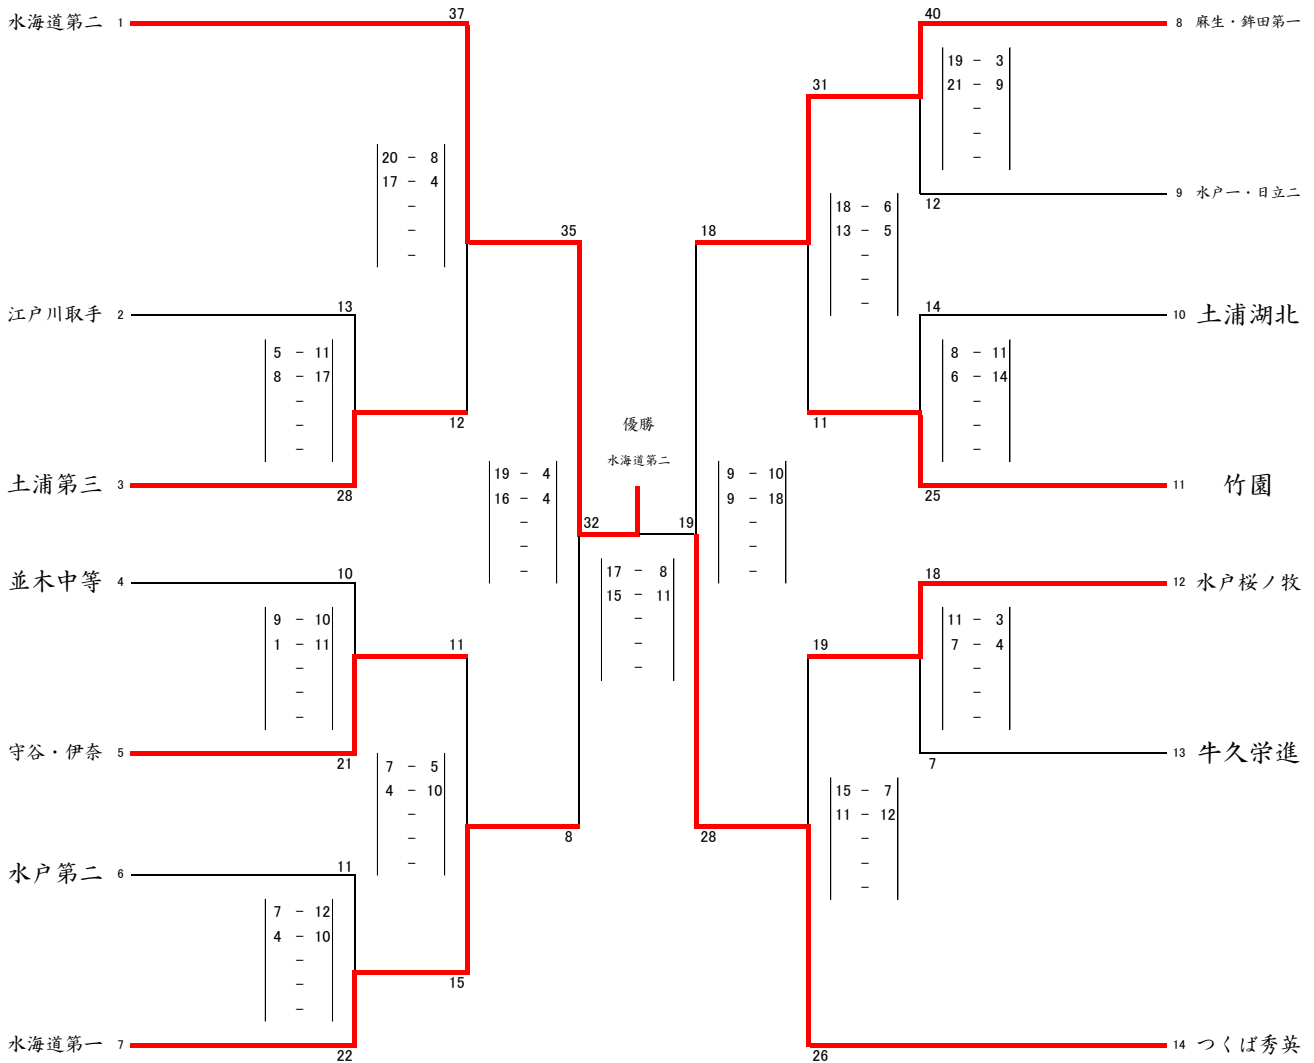 水海道第二 1
37
20 - 8
17 - 4
-
-
-
35
江戸川取手 2
13
5 - 11
8 - 17
-
-
-
12
土浦第三 3
28
19 - 4
16 - 4
-
-
-
並木中等 4
10
9 - 10
1 - 11
-
-
-
11
守谷・伊奈 5
21
7 - 5
4 - 10
-
-
-
8
水戸第二 6
11
7 - 12
4 - 10
-
-
-
15
水海道第一 7
22
優勝
水海道第二
32
19
17 - 8
15 - 11
-
-
-
40
8 麻生・鉾田第一
19 - 3
21 - 9
-
-
-
31
9 水戸一・日立二
12
18 - 6
13 - 5
-
-
-
18
14
10 土浦湖北
8 - 11
6 - 14
-
-
-
11
25
11 竹園
9 - 10
9 - 18
-
-
-
18
12 水戸桜ノ牧
11 - 3
7 - 4
-
-
-
19
7
13 牛久栄進
15 - 7
11 - 12
-
-
-
28
26
14 つくば秀英